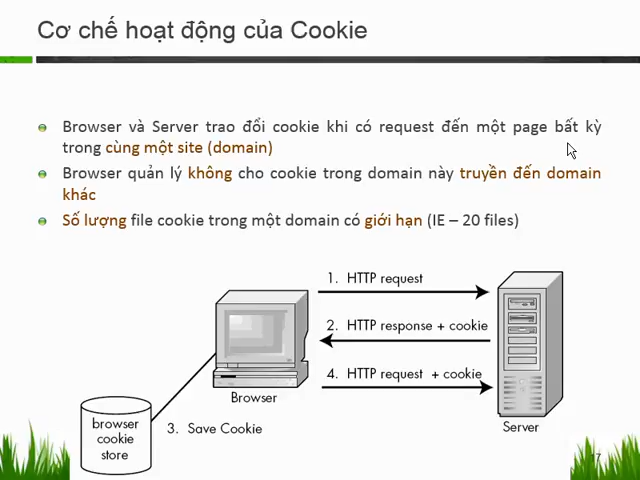 Cơ chế hoạt động của Cookie
Browser và Server trao đổi cookie khi có request đến một page bất kỳ
trong cùng một site (domain)
Browser quản lý không cho cookie trong domain này truyền đến domain
khác
Số lượng file cookie trong một domain có giới hạn (IE – 20 files)
1. HTTP request
2. HTTP response + cookie
4. HTTP request + cookie
Browser
browser
cookie
store
3. Save Cookie
Server